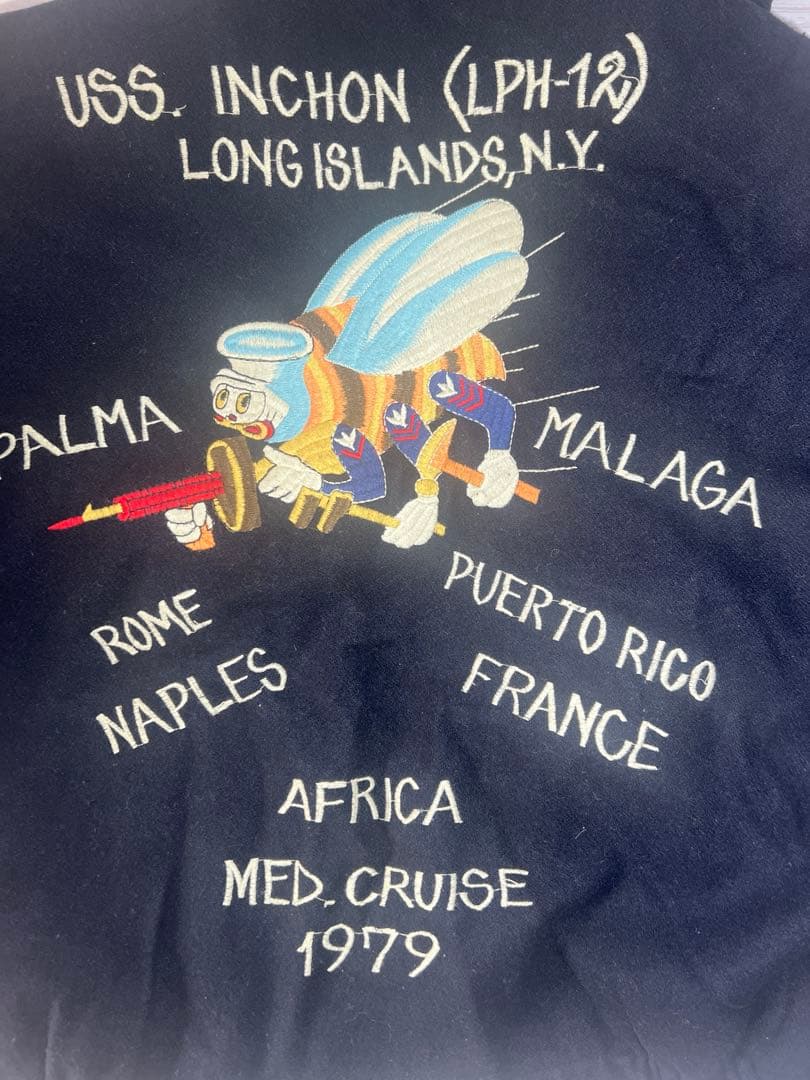 USS. INCHON (LPH-12)
LONG ISLANDS, N.Y.
PALMA
MALAGA
ROME
NAPLES
PUERTO RICO
FRANCE
AFRICA
MED. CRUISE
1979